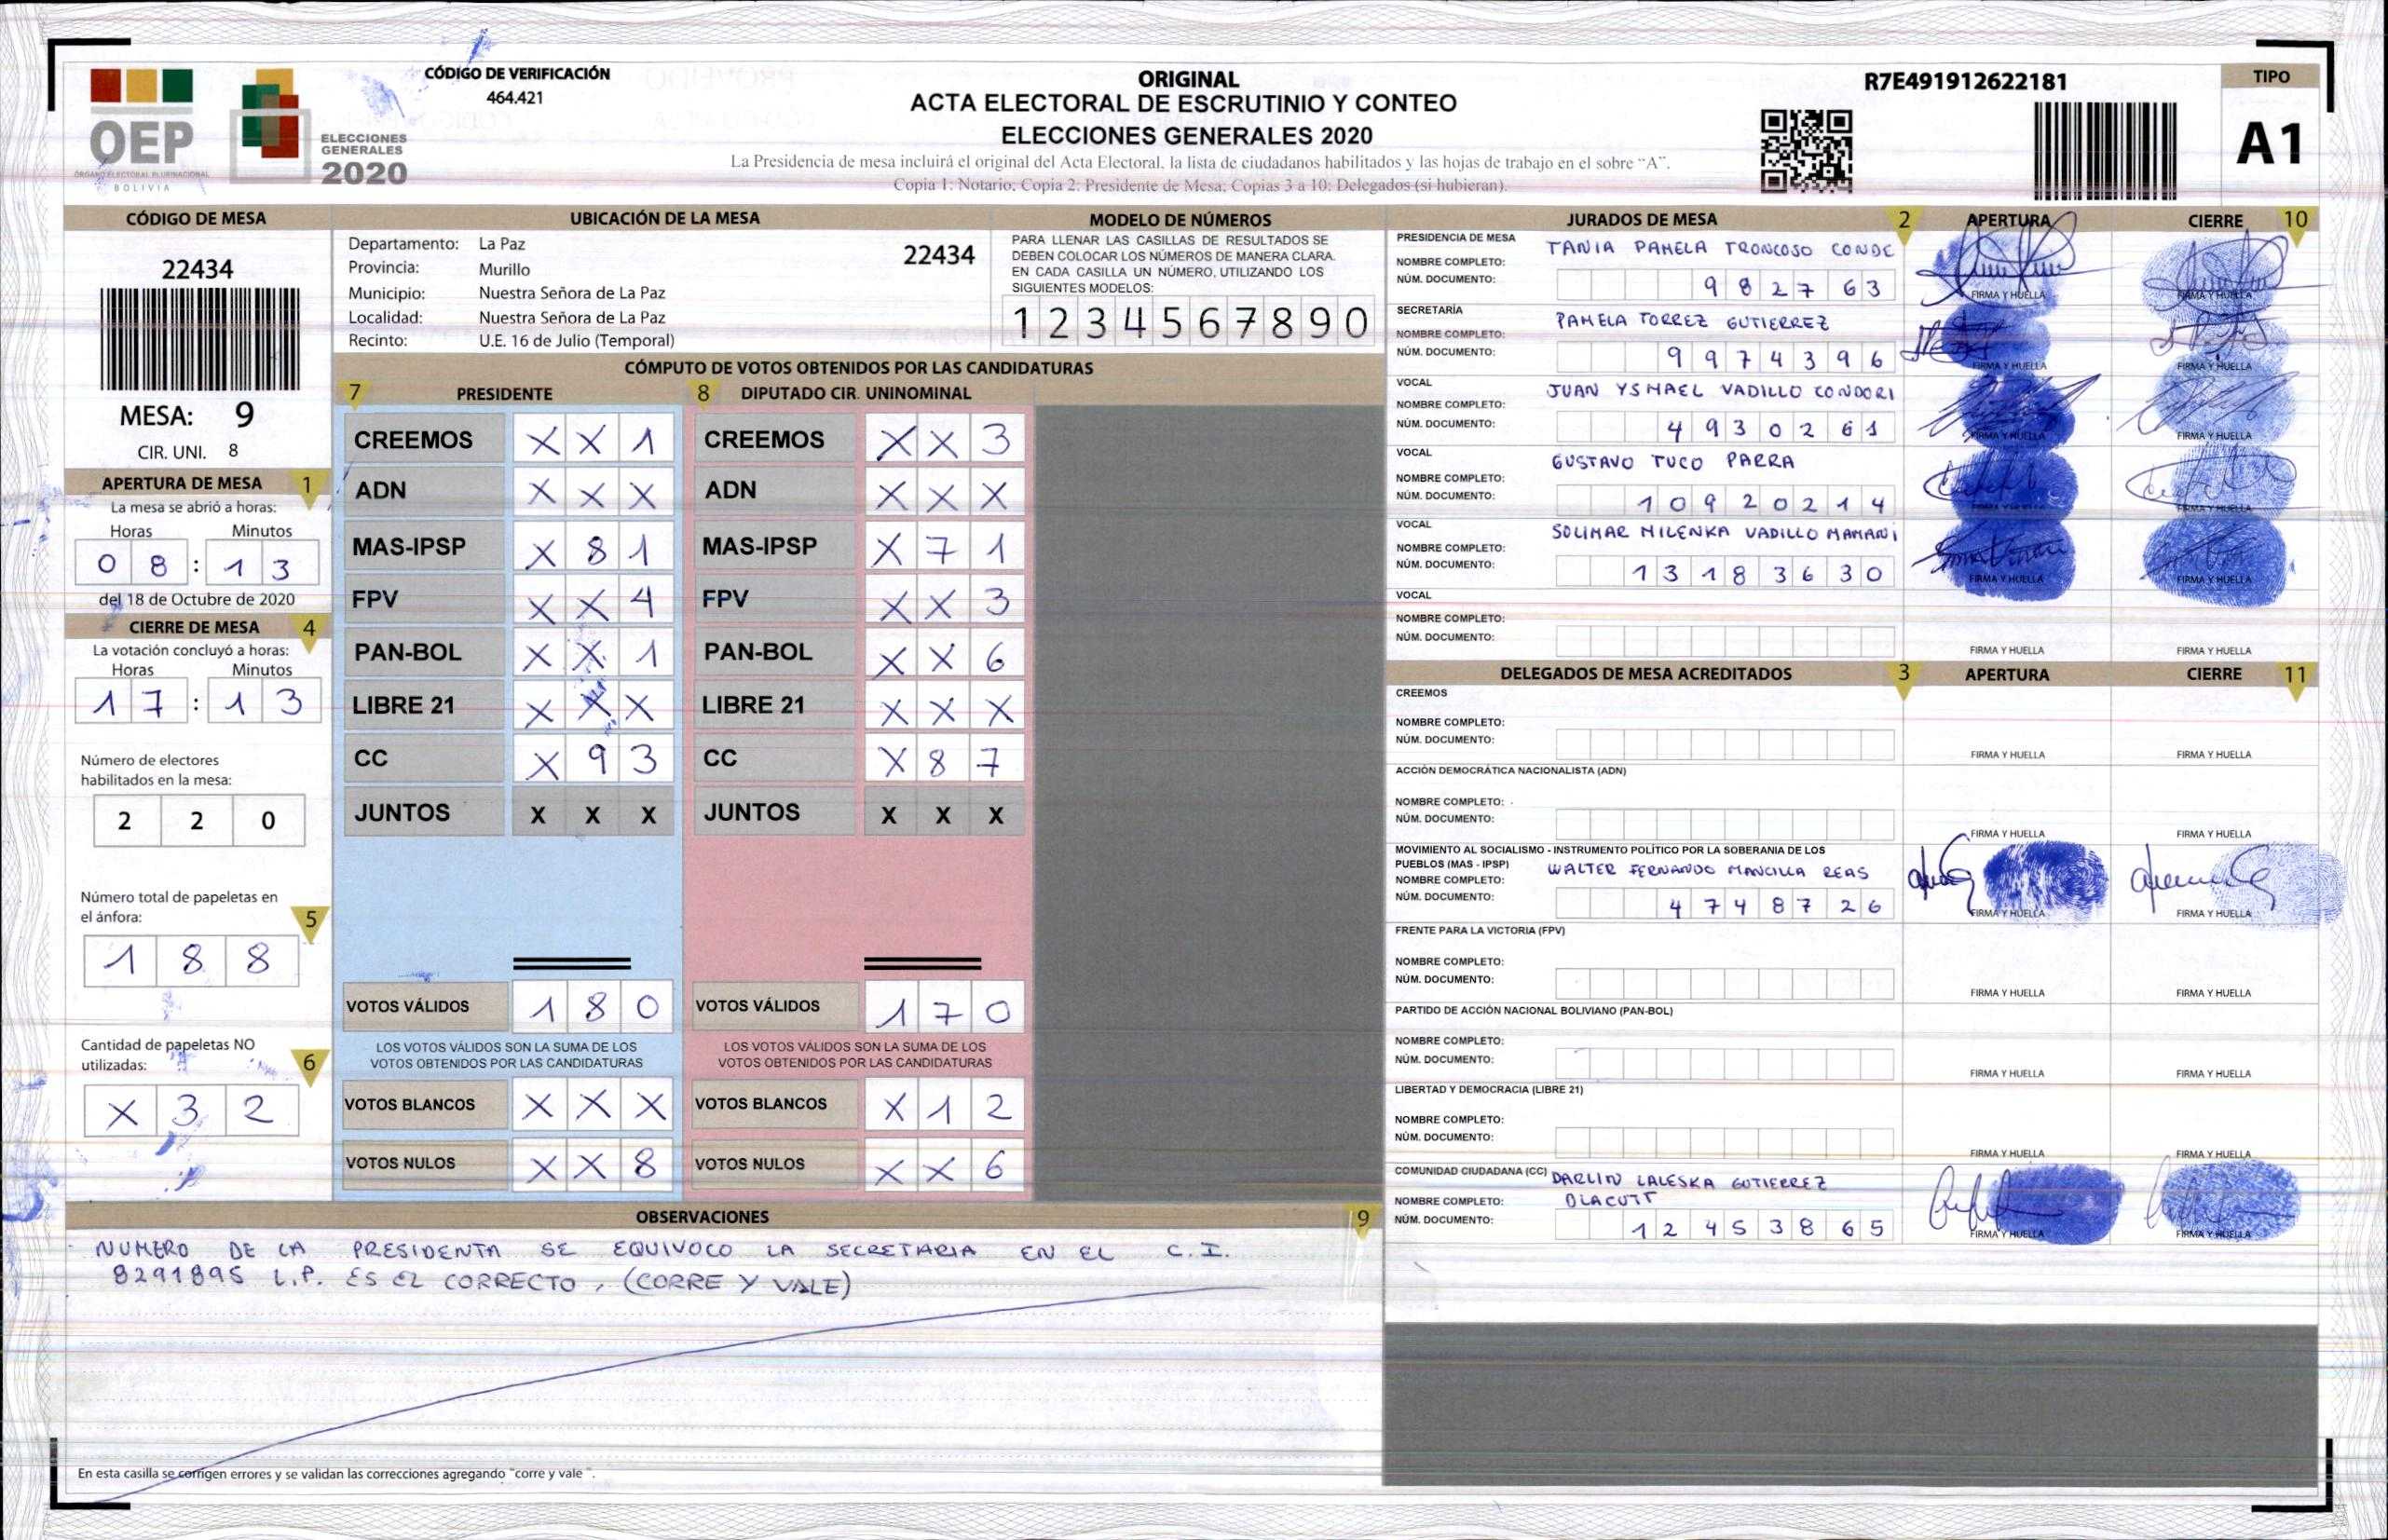 CÓDIGO DE VERIFICACIÓN
464.421
OEP
ÓRGANO ELECTORAL PLURINACIONAL
BOLIVIA
ELECCIONES
GENERALES
2020
ORIGINAL
ACTA ELECTORAL DE ESCRUTINIO Y CONTEO
ELECCIONES GENERALES 2020
La Presidencia de mesa incluirá el original del Acta Electoral, la lista de ciudadanos habilitados y las hojas de trabajo en el sobre "A".
Copia 1: Notario; Copia 2: Presidente de Mesa; Copias 3 a 10: Delegados (si hubieran).
R7E491912622181
TIPO
A1
CÓDIGO DE MESA
22434
MESA: 9
CIR. UNI. 8
APERTURA DE MESA 1
La mesa se abrió a horas:
Horas Minutos
0 8 : 1 3
del 18 de Octubre de 2020
CIERRE DE MESA 4
La votación concluyó a horas:
Horas Minutos
1 7 : 1 3
Número de electores
habilitados en la mesa:
2 2 0
Número total de papeletas en
el ánfora: 5
1 8 8
Cantidad de papeletas NO
utilizadas: 6
X 3 2
UBICACIÓN DE LA MESA
Departamento: La Paz 22434
Provincia: Murillo
Municipio: Nuestra Señora de La Paz
Localidad: Nuestra Señora de La Paz
Recinto: U.E. 16 de Julio (Temporal)
MODELO DE NÚMEROS
PARA LLENAR LAS CASILLAS DE RESULTADOS SE
DEBEN COLOCAR LOS NÚMEROS DE MANERA CLARA.
EN CADA CASILLA UN NÚMERO, UTILIZANDO LOS
SIGUIENTES MODELOS:
1 2 3 4 5 6 7 8 9 0
CÓMPUTO DE VOTOS OBTENIDOS POR LAS CANDIDATURAS
7 PRESIDENTE
CREEMOS X X 1
ADN X X X
MAS-IPSP X 8 1
FPV X X 4
PAN-BOL X X 1
LIBRE 21 X X X
CC X 9 3
JUNTOS X X X
VOTOS VÁLIDOS 1 8 0
LOS VOTOS VÁLIDOS SON LA SUMA DE LOS
VOTOS OBTENIDOS POR LAS CANDIDATURAS
VOTOS BLANCOS X X X
VOTOS NULOS X X 8
8 DIPUTADO CIR. UNINOMINAL
CREEMOS X X 3
ADN X X X
MAS-IPSP X 7 1
FPV X X 3
PAN-BOL X X 6
LIBRE 21 X X X
CC X 8 7
JUNTOS X X X
VOTOS VÁLIDOS 1 7 0
LOS VOTOS VÁLIDOS SON LA SUMA DE LOS
VOTOS OBTENIDOS POR LAS CANDIDATURAS
VOTOS BLANCOS X 1 2
VOTOS NULOS X X 6
OBSERVACIONES 9
NUMERO DE LA PRESIDENTA SE EQUIVOCO LA SECRETARIA EN EL C.I.
8291895 L.P. ES EL CORRECTO, (CORRE Y VALE)
En esta casilla se corrigen errores y se validan las correcciones agregando "corre y vale".
JURADOS DE MESA 2 APERTURA CIERRE 10
PRESIDENCIA DE MESA
NOMBRE COMPLETO: TANIA PAMELA TRONCOSO CONDE
NÚM. DOCUMENTO: 9 8 2 7 6 3
FIRMA Y HUELLA FIRMA Y HUELLA
SECRETARÍA
NOMBRE COMPLETO: PAMELA TORREZ GUTIERREZ
NÚM. DOCUMENTO: 9 9 7 4 3 9 6
FIRMA Y HUELLA FIRMA Y HUELLA
VOCAL
NOMBRE COMPLETO: JUAN YSMAEL VADILLO CONDORI
NÚM. DOCUMENTO: 4 9 3 0 2 6 1
FIRMA Y HUELLA FIRMA Y HUELLA
VOCAL
NOMBRE COMPLETO: GUSTAVO TUCO PARRA
NÚM. DOCUMENTO: 1 0 9 2 0 2 1 4
FIRMA Y HUELLA FIRMA Y HUELLA
VOCAL
NOMBRE COMPLETO: SOLIMAR MILENKA VADILLO MAMANI
NÚM. DOCUMENTO: 1 3 1 8 3 6 3 0
FIRMA Y HUELLA FIRMA Y HUELLA
VOCAL
NOMBRE COMPLETO:
NÚM. DOCUMENTO:
FIRMA Y HUELLA FIRMA Y HUELLA
DELEGADOS DE MESA ACREDITADOS 3 APERTURA CIERRE 11
CREEMOS
NOMBRE COMPLETO:
NÚM. DOCUMENTO:
FIRMA Y HUELLA FIRMA Y HUELLA
ACCIÓN DEMOCRÁTICA NACIONALISTA (ADN)
NOMBRE COMPLETO:
NÚM. DOCUMENTO:
FIRMA Y HUELLA FIRMA Y HUELLA
MOVIMIENTO AL SOCIALISMO - INSTRUMENTO POLÍTICO POR LA SOBERANIA DE LOS
PUEBLOS (MAS - IPSP)
NOMBRE COMPLETO: WALTER FERNANDO MANCILLA REAS
NÚM. DOCUMENTO: 4 7 4 8 7 2 6
FIRMA Y HUELLA FIRMA Y HUELLA
FRENTE PARA LA VICTORIA (FPV)
NOMBRE COMPLETO:
NÚM. DOCUMENTO:
FIRMA Y HUELLA FIRMA Y HUELLA
PARTIDO DE ACCIÓN NACIONAL BOLIVIANO (PAN-BOL)
NOMBRE COMPLETO:
NÚM. DOCUMENTO:
FIRMA Y HUELLA FIRMA Y HUELLA
LIBERTAD Y DEMOCRACIA (LIBRE 21)
NOMBRE COMPLETO:
NÚM. DOCUMENTO:
FIRMA Y HUELLA FIRMA Y HUELLA
COMUNIDAD CIUDADANA (CC) DARLIN LALESKA GUTIERREZ
NOMBRE COMPLETO: BLACUTT
NÚM. DOCUMENTO: 1 2 4 5 3 8 6 5
FIRMA Y HUELLA FIRMA Y HUELLA